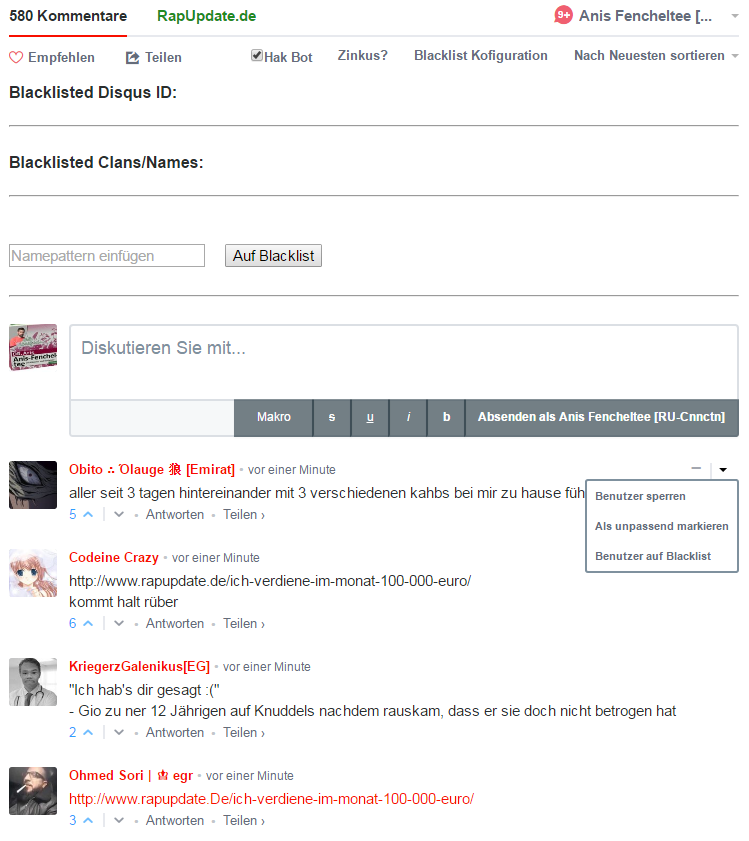 580 Kommentare RapUpdate.de 9+ Anis Fencheltee [...
Empfehlen Teilen Hak Bot Zinkus? Blacklist Kofiguration Nach Neuesten sortieren
Blacklisted Disqus ID:
Blacklisted Clans/Names:
Namepattern einfügen Auf Blacklist
Anis-Fenchel
tee
Diskutieren Sie mit...
Makro s u i b Absenden als Anis Fencheltee [RU-Cnnctn]
Obito ∴ Ölauge 狼 [Emirat] • vor einer Minute
aller seit 3 tagen hintereinander mit 3 verschiedenen kahbs bei mir zu hause füh
5 • Antworten • Teilen ›
Benutzer sperren
Als unpassend markieren
Benutzer auf Blacklist
Codeine Crazy • vor einer Minute
http://www.rapupdate.de/ich-verdiene-im-monat-100-000-euro/
kommt halt rüber
6 • Antworten • Teilen ›
KriegerzGalenikus[EG] • vor einer Minute
"Ich hab's dir gesagt :("
- Gio zu ner 12 Jährigen auf Knuddels nachdem rauskam, dass er sie doch nicht betrogen hat
2 • Antworten • Teilen ›
Ohmed Sori | ♔ egr • vor einer Minute
http://www.rapupdate.De/ich-verdiene-im-monat-100-000-euro/
3 • Antworten • Teilen ›